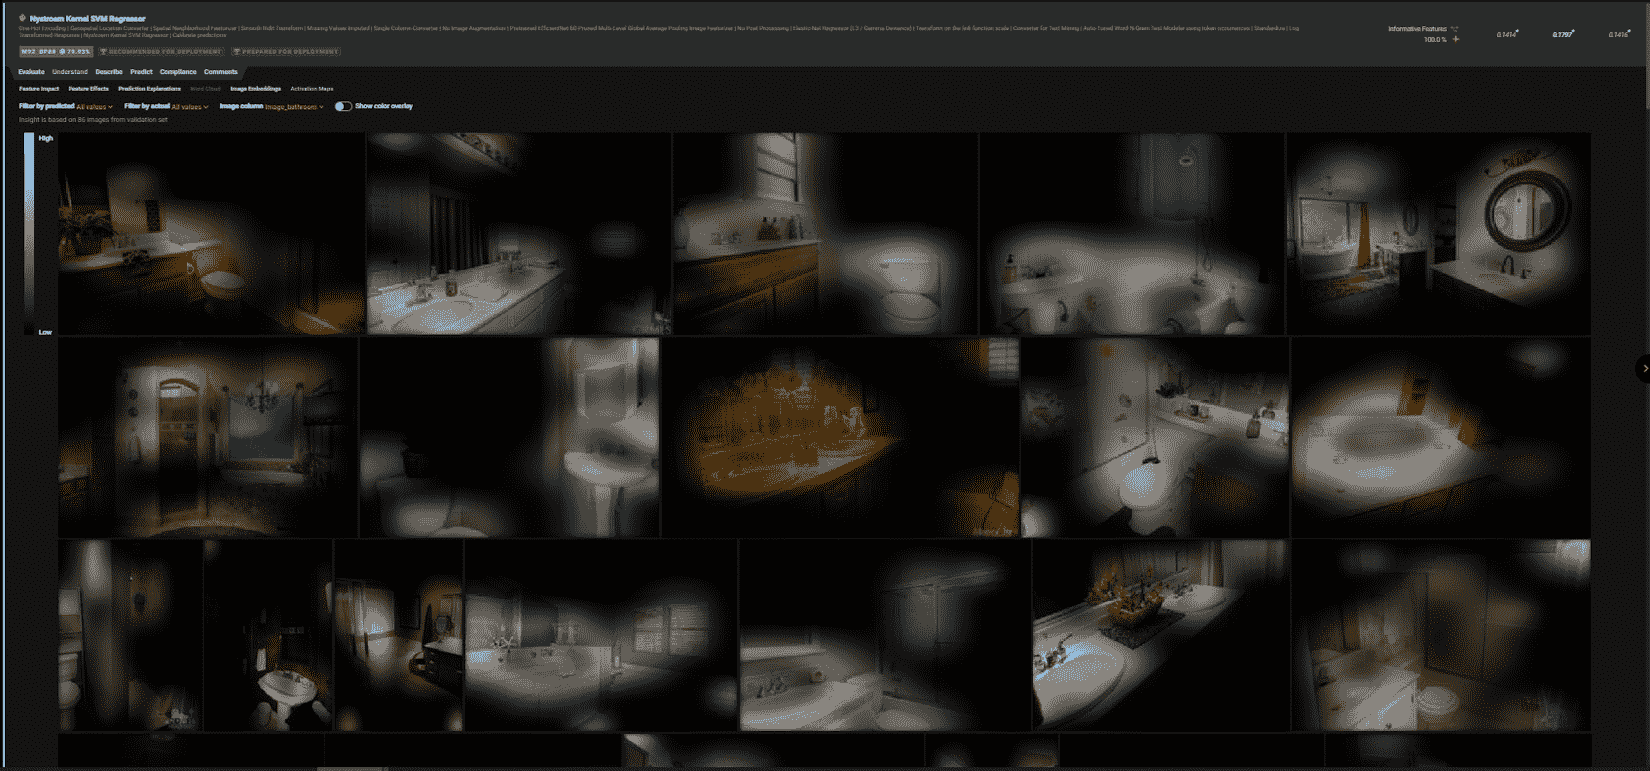 Nystroem Kernel SVM Regressor
One-Hot Encoding | Geospatial Location Converter | Spatial Neighborhood Featurizer | Smooth Ridit Transform | Missing Values Imputed | Single Column Converter | No Image Augmentation | Pretrained EfficientNet-B0 Pruned Multi-Level Global Average Pooling Image Featurizer | No Post Processing | Elastic-Net Regressor (L2 / Gamma Deviance) | Transform on the link function scale | Converter for Text Mining | Auto-Tuned Word N-Gram Text Modeler using token occurrences | Standardize | Log
Transformed Response | Nystroem Kernel SVM Regressor | Calibrate predictions
Informative Features
100.0 %
0.1414
0.1797
0.1416
M92 BP80 @ 79.93% RECOMMENDED FOR DEPLOYMENT PREPARED FOR DEPLOYMENT
Evaluate Understand Describe Predict Compliance Comments
Feature Impact Feature Effects Prediction Explanations Word Cloud Image Embeddings Activation Maps
Filter by predicted All values Filter by actual All values Image column image_bathroom Show color overlay
Insight is based on 86 images from validation set
High
Low